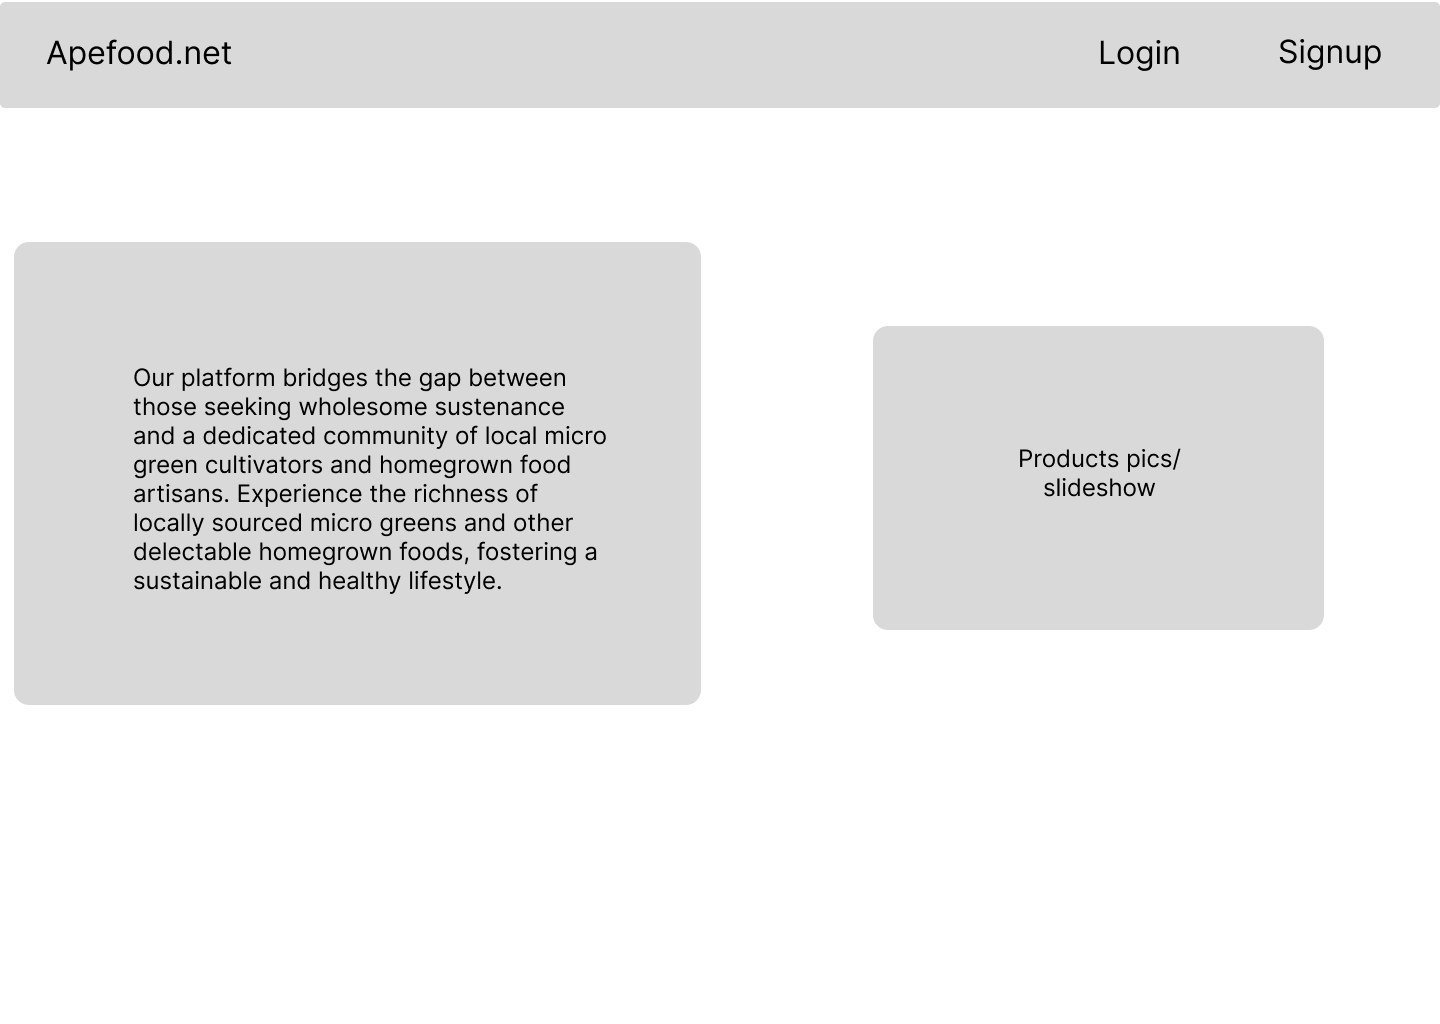 Apefood.net
Login
Signup
Our platform bridges the gap between
those seeking wholesome sustenance
and a dedicated community of local micro
green cultivators and homegrown food
artisans. Experience the richness of
locally sourced micro greens and other
delectable homegrown foods, fostering a
sustainable and healthy lifestyle.
Products pics/
slideshow